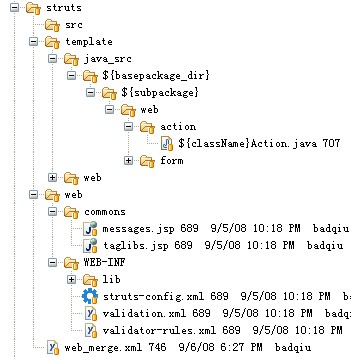 struts
src
template
java_src
${basepackage_dir}
${subpackage}
web
action
${className}Action.java 707
form
web
web
commons
messages.jsp 689 9/5/08 10:18 PM badqiu
taglibs.jsp 689 9/5/08 10:18 PM badqiu
WEB-INF
lib
struts-config.xml 689 9/5/08 10:18 PM ba
validation.xml 689 9/5/08 10:18 PM badqiu
validator-rules.xml 689 9/5/08 10:18 PM
web_merge.xml 746 9/6/08 6:27 PM badqiu